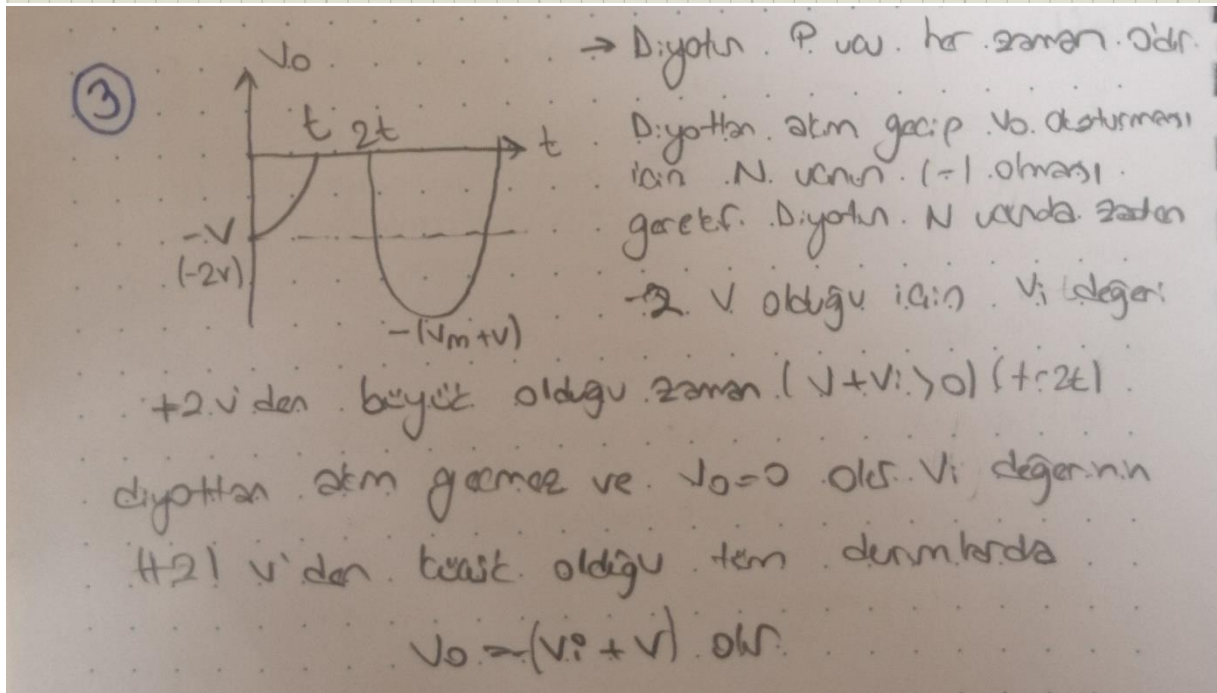 ③
Vo
→ Diyotun P ucu her zaman 0'dır.
t 2t
t
Diyottan akım geçip Vo oluşturması
için N ucunun (-) olması
gerekir. Diyotun N ucunda zaten
-V
(-2V)
-2 V olduğu için Vi değeri
-(Vm+V)
+2V'den büyük olduğu zaman (V+Vi>0) (t-2t)
diyottan akım geçmez ve Vo=0 olur. Vi değerinin
(+2) V'den küçük olduğu tüm durumlarda
Vo=-(Vi+V) olur.